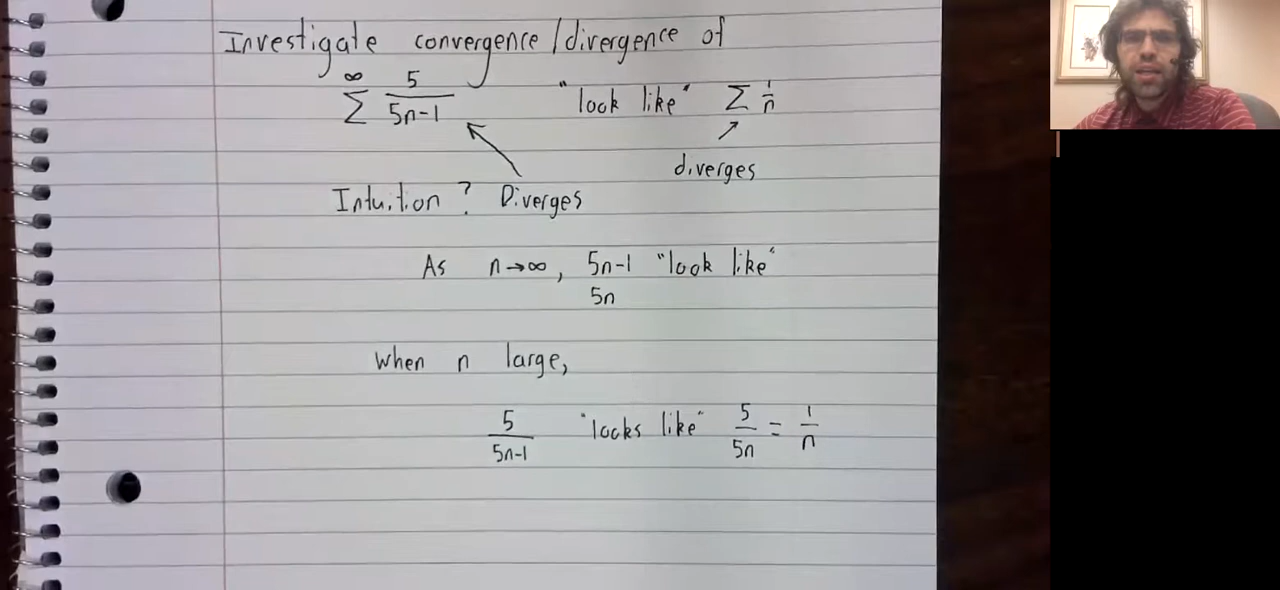 Investigate convergence/divergence of
∞
∑ 5/(5n-1) "look like" ∑ 1/n
diverges
Intuition? Diverges
As n→∞, 5n-1 "look like"
5n
when n large,
5/(5n-1) "looks like" 5/5n = 1/n